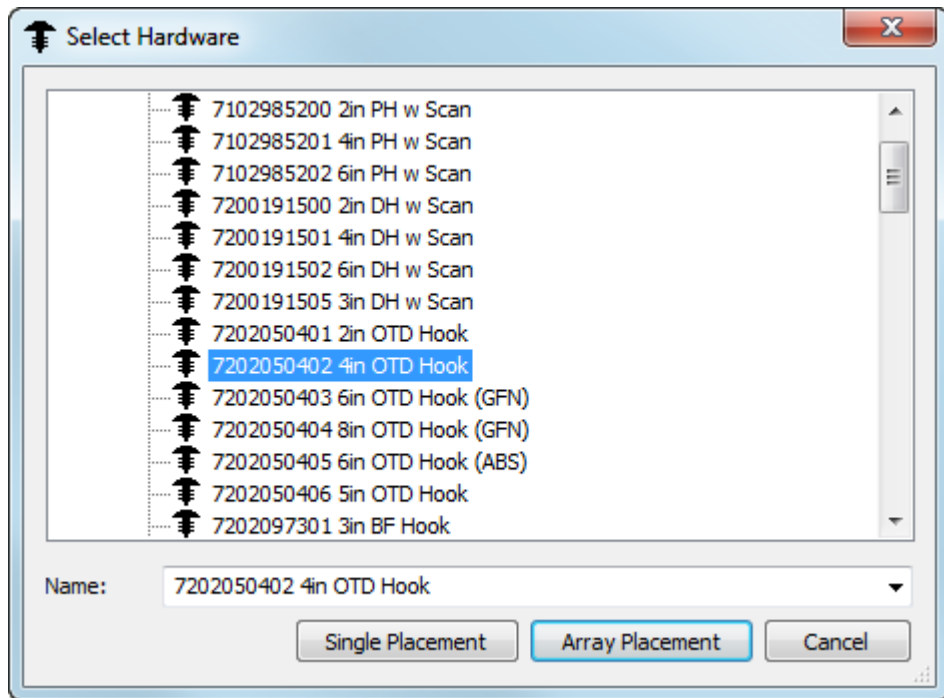 Select Hardware
7102985200 2in PH w Scan
7102985201 4in PH w Scan
7102985202 6in PH w Scan
7200191500 2in DH w Scan
7200191501 4in DH w Scan
7200191502 6in DH w Scan
7200191505 3in DH w Scan
7202050401 2in OTD Hook
7202050402 4in OTD Hook
7202050403 6in OTD Hook (GFN)
7202050404 8in OTD Hook (GFN)
7202050405 6in OTD Hook (ABS)
7202050406 5in OTD Hook
7202097301 3in BF Hook
Name: 7202050402 4in OTD Hook
Single Placement Array Placement Cancel